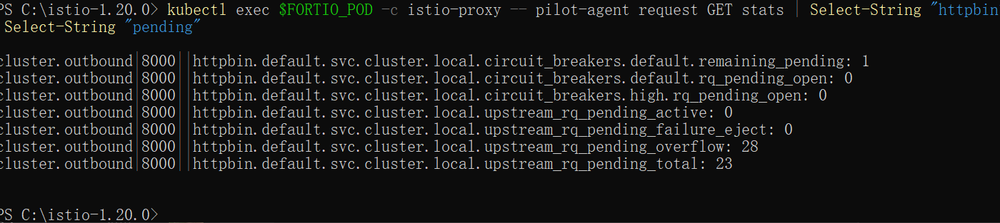 PS C:\istio-1.20.0> kubectl exec $FORTIO_POD -c istio-proxy -- pilot-agent request GET stats | Select-String "httpbin
Select-String "pending"
cluster.outbound|8000||httpbin.default.svc.cluster.local.circuit_breakers.default.remaining_pending: 1
cluster.outbound|8000||httpbin.default.svc.cluster.local.circuit_breakers.default.rq_pending_open: 0
cluster.outbound|8000||httpbin.default.svc.cluster.local.circuit_breakers.high.rq_pending_open: 0
cluster.outbound|8000||httpbin.default.svc.cluster.local.upstream_rq_pending_active: 0
cluster.outbound|8000||httpbin.default.svc.cluster.local.upstream_rq_pending_failure_eject: 0
cluster.outbound|8000||httpbin.default.svc.cluster.local.upstream_rq_pending_overflow: 28
cluster.outbound|8000||httpbin.default.svc.cluster.local.upstream_rq_pending_total: 23
PS C:\istio-1.20.0>